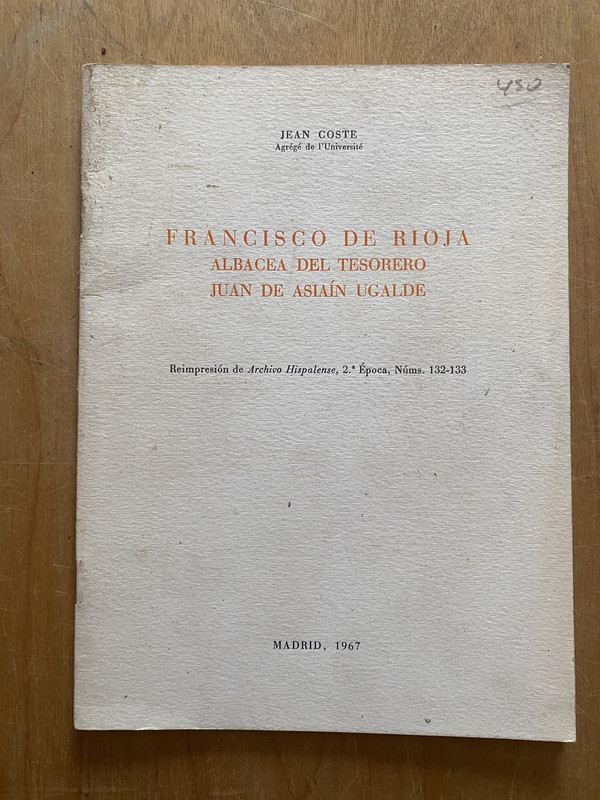 450
JEAN COSTE
Agrégé de l'Université
FRANCISCO DE RIOJA
ALBACEA DEL TESORERO
JUAN DE ASIAÍN UGALDE
Reimpresión de Archivo Hispalense, 2.ª Época, Núms. 132-133
MADRID, 1967